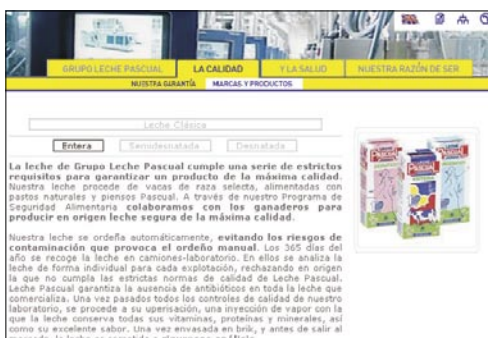 GRUPO LECHE PASCUAL LA CALIDAD Y LA SALUD NUESTRA RAZÓN DE SER
NUESTRA GARANTÍA MARCAS Y PRODUCTOS
Leche Clásica
Entera Semidesnatada Desnatada
La leche de Grupo Leche Pascual cumple una serie de estrictos
requisitos para garantizar un producto de la máxima calidad.
Nuestra leche procede de vacas de raza selecta, alimentadas con
pastos naturales y piensos Pascual. A través de nuestro Programa de
Seguridad Alimentaria colaboramos con los ganaderos para
producir en origen leche segura de la máxima calidad.
Nuestra leche se ordeña automáticamente, evitando los riesgos de
contaminación que provoca el ordeño manual. Los 365 días del
año se recoge la leche en camiones-laboratorio. En ellos se analiza la
leche de forma individual para cada explotación, rechazando en origen
la que no cumpla las estrictas normas de calidad de Leche Pascual.
Leche Pascual garantiza la ausencia de antibióticos en toda la leche que
comercializa. Una vez pasados todos los controles de calidad de nuestro
laboratorio, se procede a su uperisación, una inyección de vapor con la
que la leche conserva todas sus vitaminas, proteínas y minerales, así
como su excelente sabor. Una vez envasada en brik, y antes de salir al
PASCUAL
PASCUAL
PASCUAL